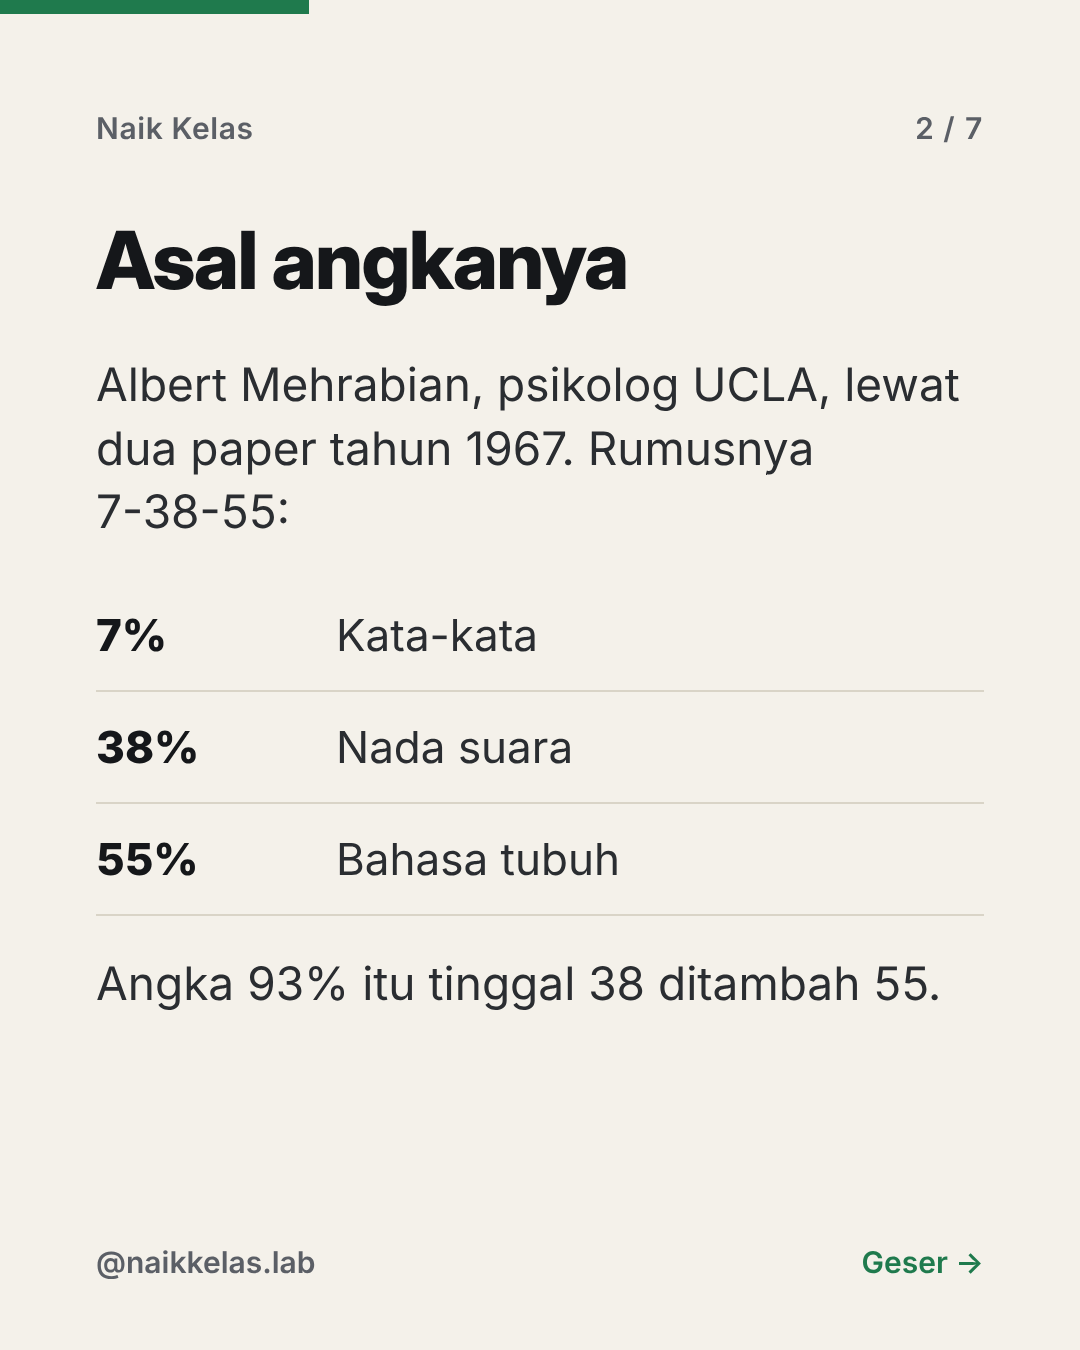 Naik Kelas
2 / 7
Asal angkanya
Albert Mehrabian, psikolog UCLA, lewat
dua paper tahun 1967. Rumusnya
7-38-55:
7% Kata-kata
38% Nada suara
55% Bahasa tubuh
Angka 93% itu tinggal 38 ditambah 55.
@naikkelas.lab
Geser →